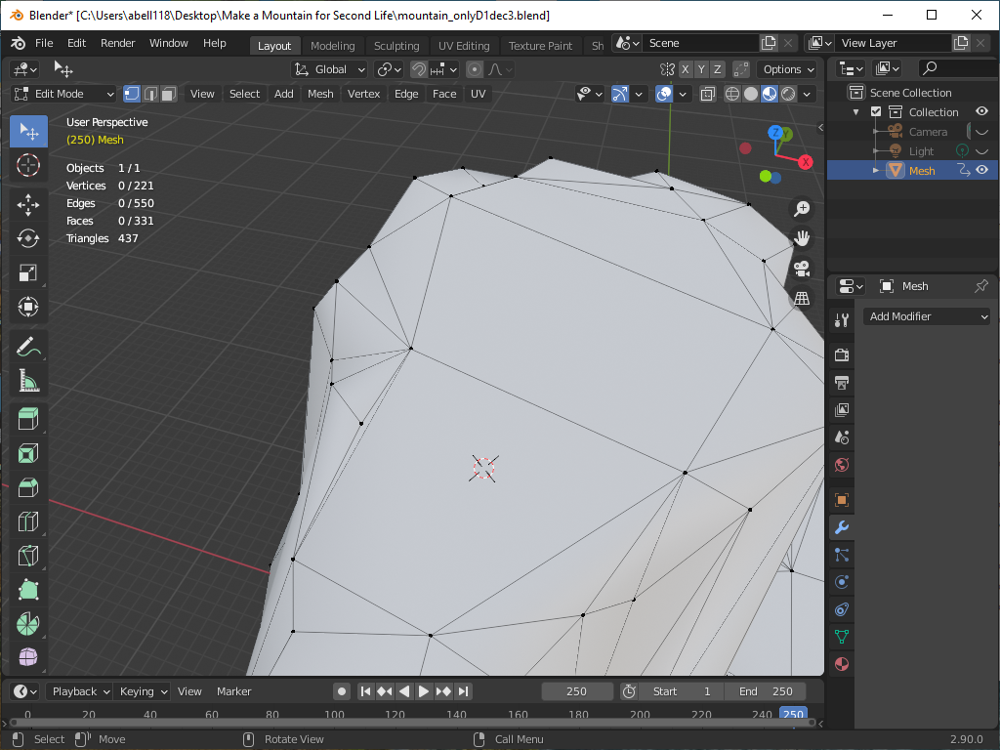 Blender* [C:\Users\abell118\Desktop\Make a Mountain for Second Life\mountain_onlyD1dec3.blend]
File Edit Render Window Help Layout Modeling Sculpting UV Editing Texture Paint Sh Scene View Layer
Global X Y Z Options
Edit Mode View Select Add Mesh Vertex Edge Face UV
Scene Collection
Collection
Camera
Light
Mesh
User Perspective
(250) Mesh
Objects 1/1
Vertices 0/221
Edges 0/550
Faces 0/331
Triangles 437
Z
Y
X
Mesh
Add Modifier
Playback Keying View Marker 250 Start 1 End 250
0 20 40 60 80 100 120 140 160 180 200 220 240 250
Select Move Rotate View Call Menu 2.90.0